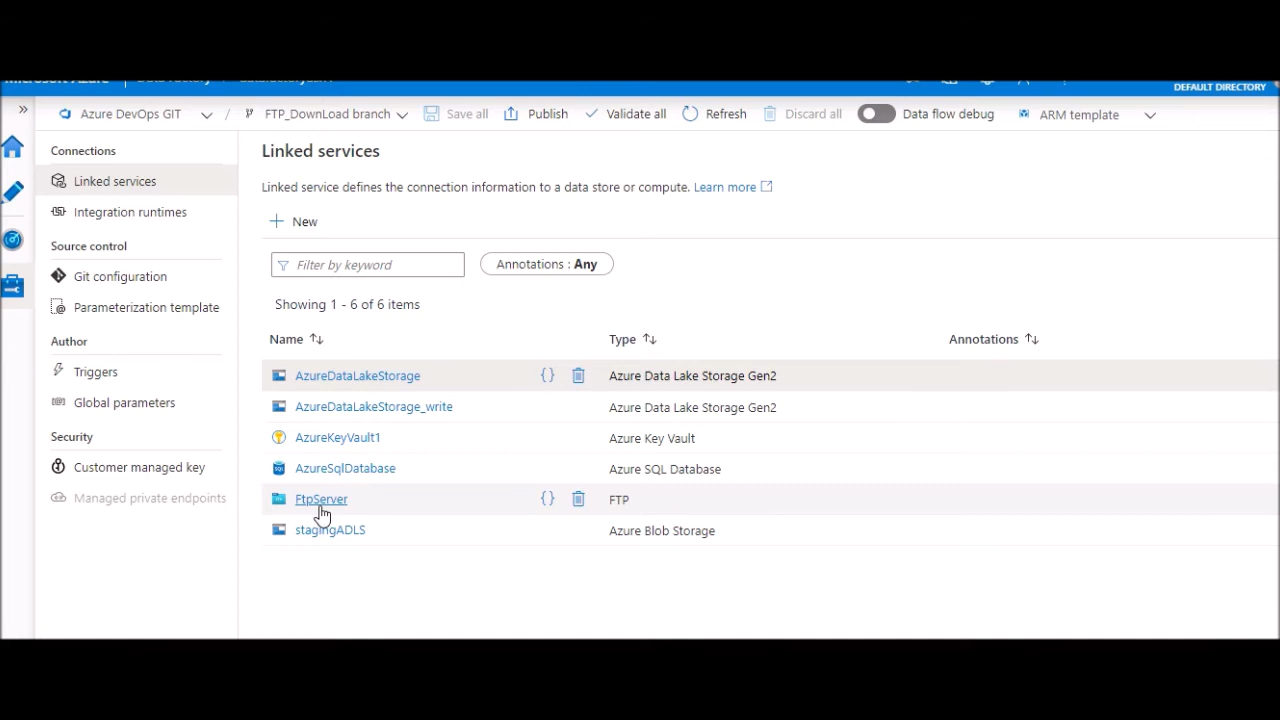 DEFAULT DIRECTORY
Azure DevOps GIT / FTP_DownLoad branch Save all Publish Validate all Refresh Discard all Data flow debug ARM template
Connections
Linked services
Integration runtimes
Source control
Git configuration
Parameterization template
Author
Triggers
Global parameters
Security
Customer managed key
Managed private endpoints
Linked services
Linked service defines the connection information to a data store or compute. Learn more
New
Filter by keyword Annotations : Any
Showing 1 - 6 of 6 items
Name Type Annotations
AzureDataLakeStorage {} Azure Data Lake Storage Gen2
AzureDataLakeStorage_write Azure Data Lake Storage Gen2
AzureKeyVault1 Azure Key Vault
AzureSqlDatabase Azure SQL Database
FtpServer {} FTP
stagingADLS Azure Blob Storage